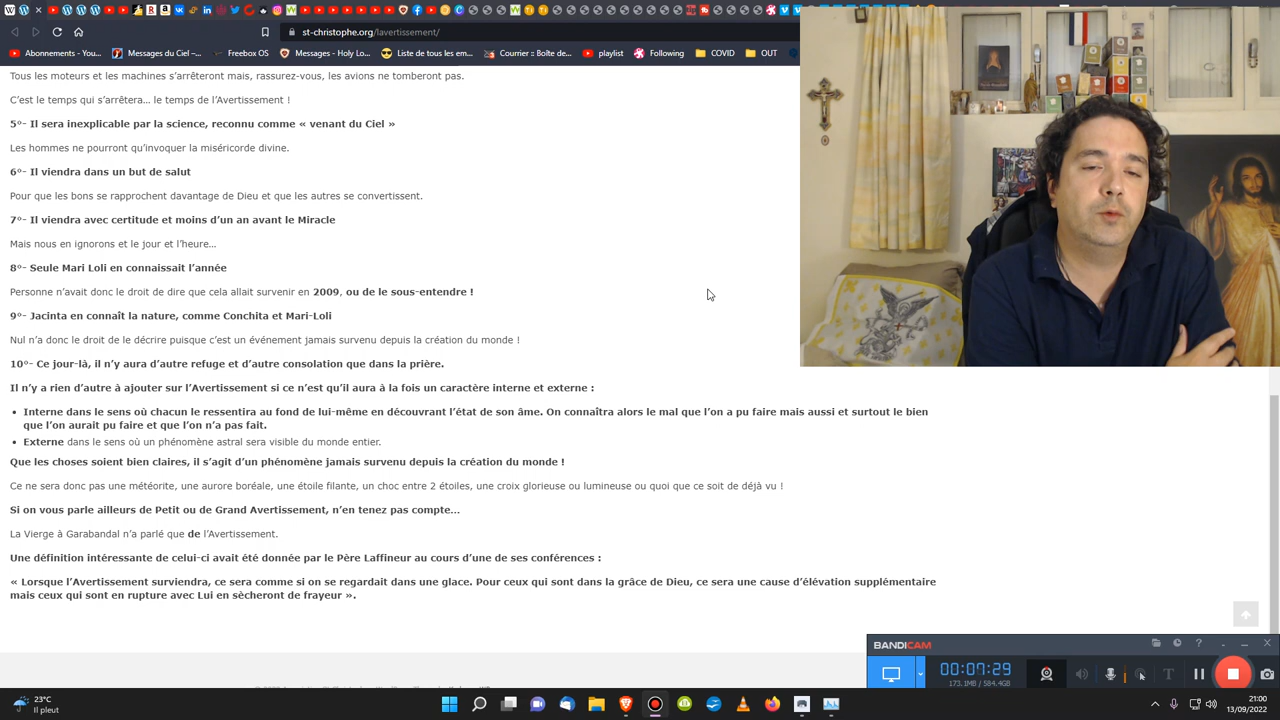 st-christophe.org/lavertissement/
Abonnements - You... Messages du Ciel –... Freebox OS Messages - Holy Lo... Liste de tous les em... Courrier :: Boîte de... playlist Following COVID OUT
Tous les moteurs et les machines s’arrêteront mais, rassurez-vous, les avions ne tomberont pas.
C’est le temps qui s’arrêtera… le temps de l’Avertissement !
5°- Il sera inexplicable par la science, reconnu comme « venant du Ciel »
Les hommes ne pourront qu’invoquer la miséricorde divine.
6°- Il viendra dans un but de salut
Pour que les bons se rapprochent davantage de Dieu et que les autres se convertissent.
7°- Il viendra avec certitude et moins d’un an avant le Miracle
Mais nous en ignorons et le jour et l’heure…
8°- Seule Mari Loli en connaissait l’année
Personne n’avait donc le droit de dire que cela allait survenir en 2009, ou de le sous-entendre !
9°- Jacinta en connaît la nature, comme Conchita et Mari-Loli
Nul n’a donc le droit de le décrire puisque c’est un événement jamais survenu depuis la création du monde !
10°- Ce jour-là, il n’y aura d’autre refuge et d’autre consolation que dans la prière.
Il n’y a rien d’autre à ajouter sur l’Avertissement si ce n’est qu’il aura à la fois un caractère interne et externe :
• Interne dans le sens où chacun le ressentira au fond de lui-même en découvrant l’état de son âme. On connaîtra alors le mal que l’on a pu faire mais aussi et surtout le bien
que l’on aurait pu faire et que l’on n’a pas fait.
• Externe dans le sens où un phénomène astral sera visible du monde entier.
Que les choses soient bien claires, il s’agit d’un phénomène jamais survenu depuis la création du monde !
Ce ne sera donc pas une météorite, une aurore boréale, une étoile filante, un choc entre 2 étoiles, une croix glorieuse ou lumineuse ou quoi que ce soit de déjà vu !
Si on vous parle ailleurs de Petit ou de Grand Avertissement, n’en tenez pas compte…
La Vierge à Garabandal n’a parlé que de l’Avertissement.
Une définition intéressante de celui-ci avait été donnée par le Père Laffineur au cours d’une de ses conférences :
« Lorsque l’Avertissement surviendra, ce sera comme si on se regardait dans une glace. Pour ceux qui sont dans la grâce de Dieu, ce sera une cause d’élévation supplémentaire
mais ceux qui sont en rupture avec Lui en sècheront de frayeur ».
BANDICAM
00:07:29
173.1MB / 584.4GB
23°C
Il pleut
21:00
13/09/2022